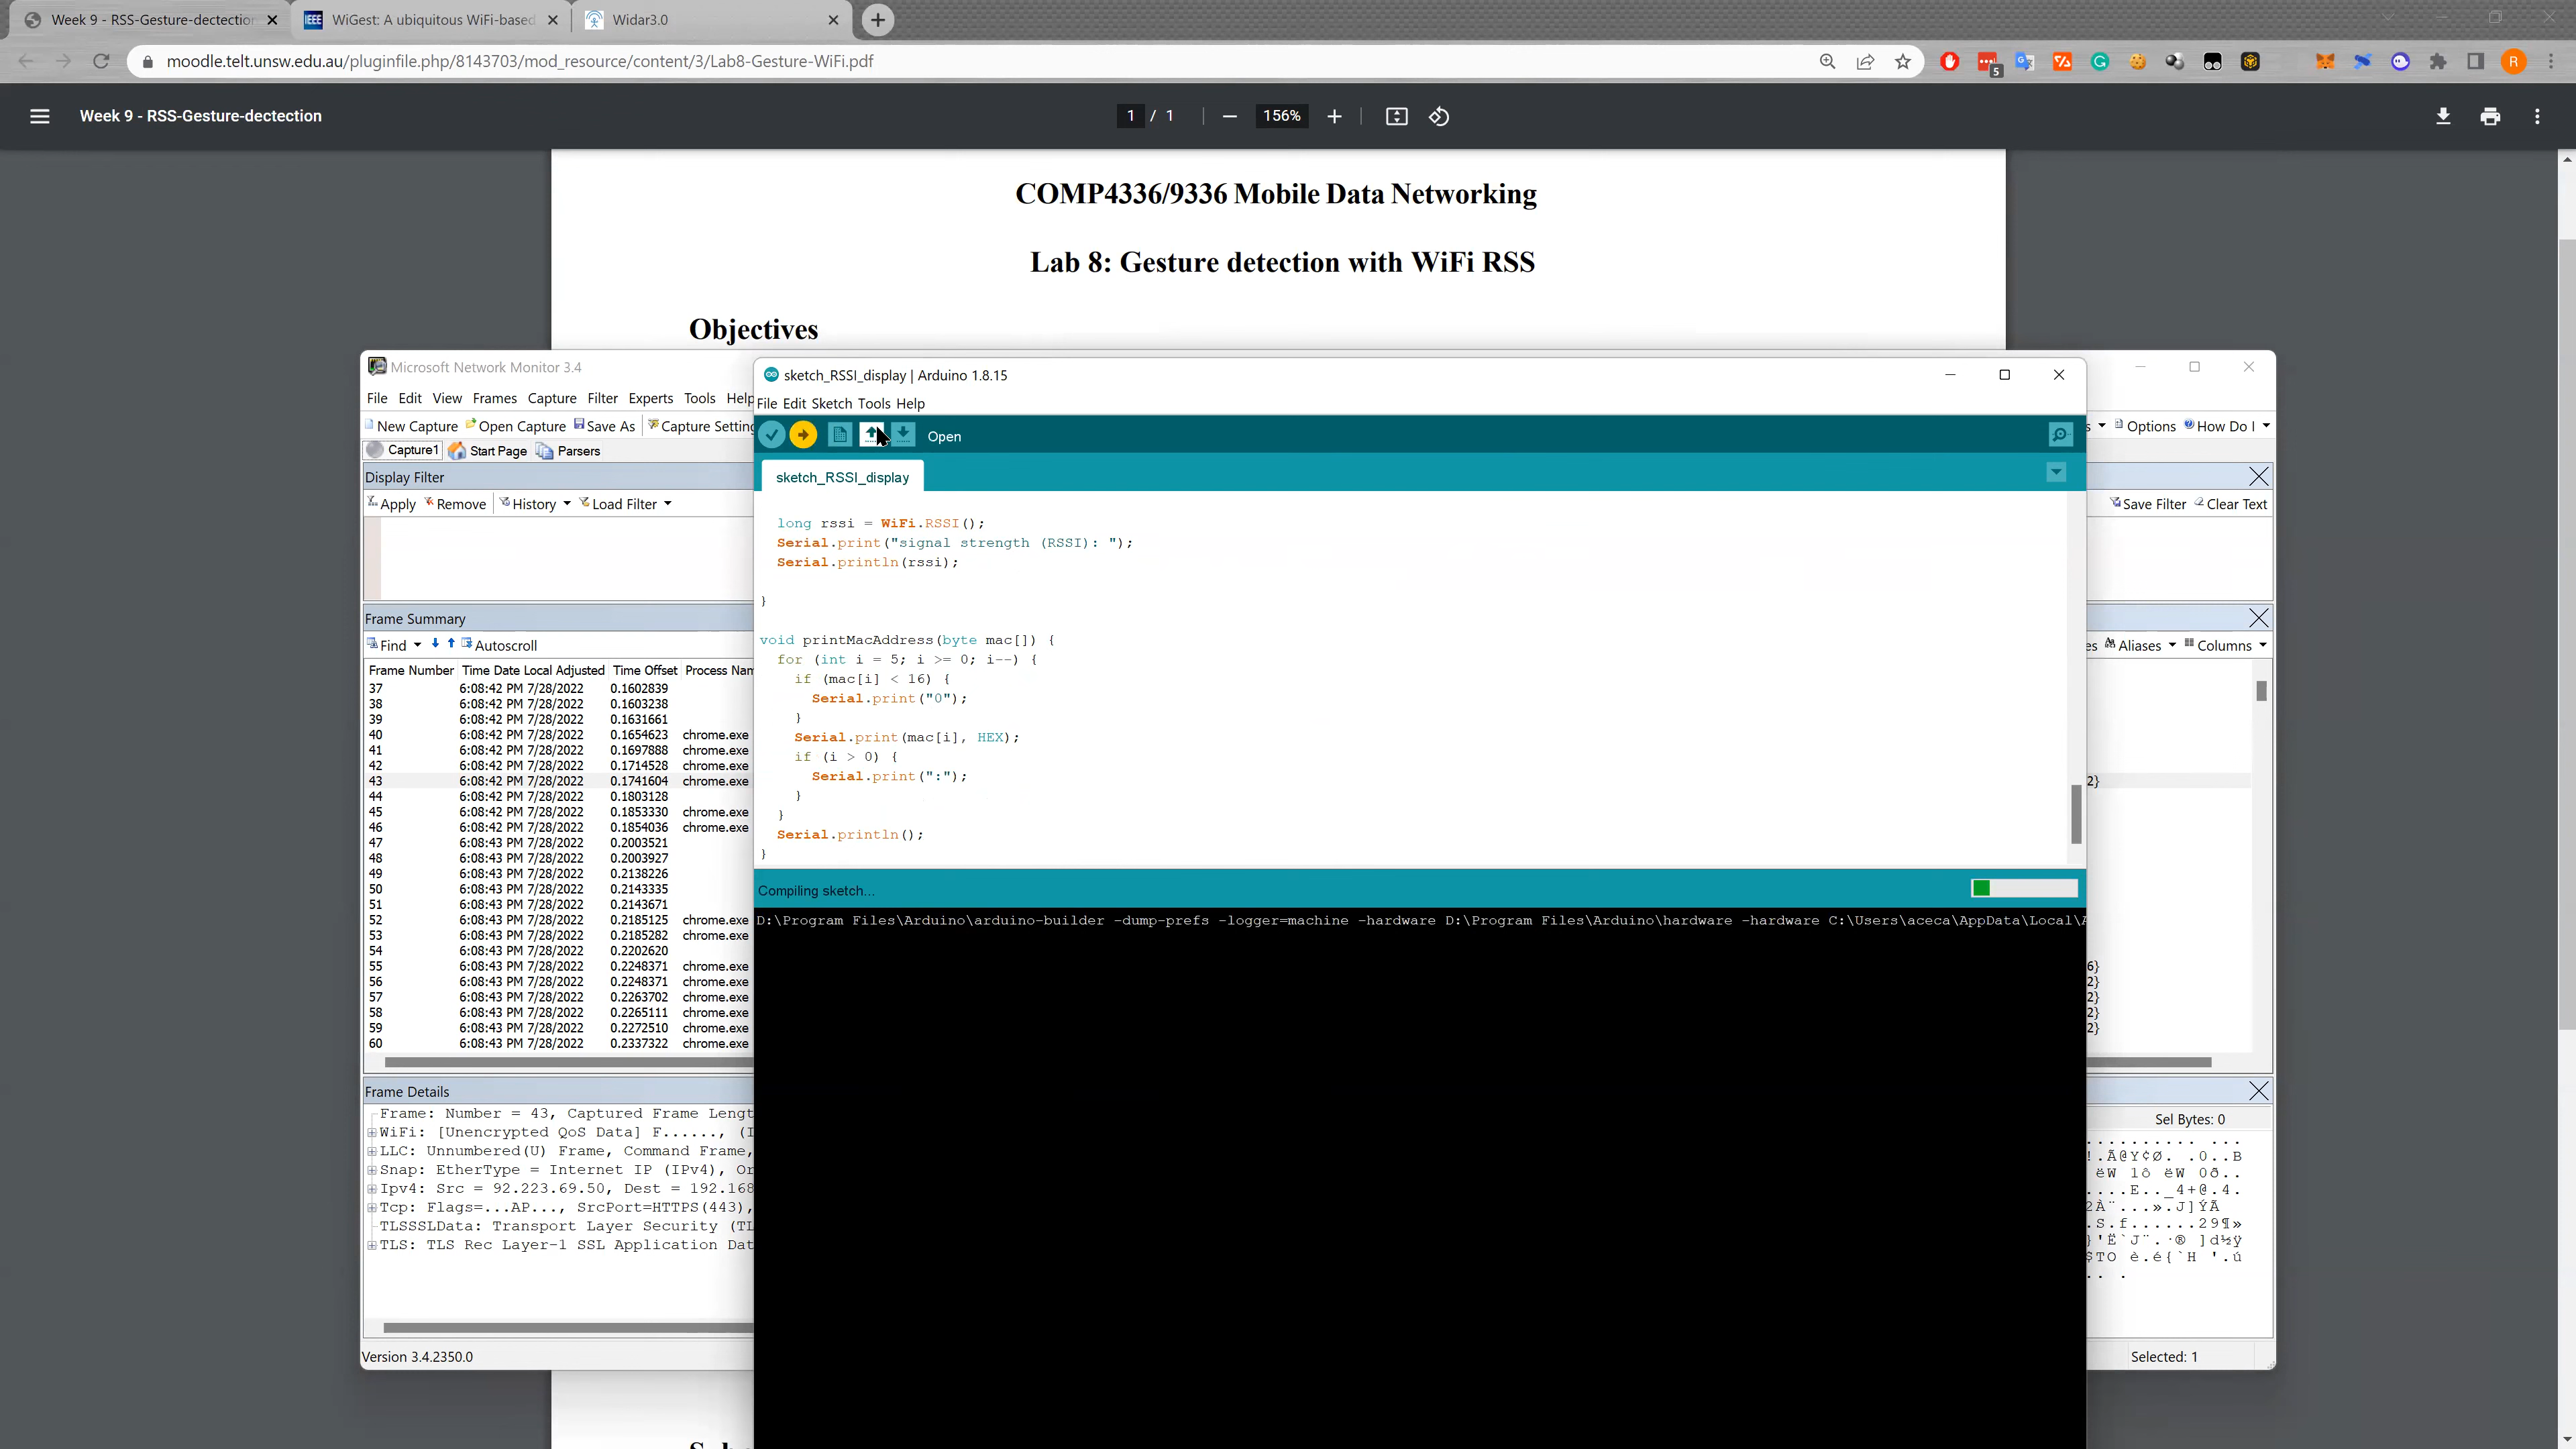 Week 9 - RSS-Gesture-dectection
WiGest: A ubiquitous WiFi-based
Widar3.0
moodle.telt.unsw.edu.au/pluginfile.php/8143703/mod_resource/content/3/Lab8-Gesture-WiFi.pdf
5
R
Week 9 - RSS-Gesture-dectection
1 / 1
156%
COMP4336/9336 Mobile Data Networking
Lab 8: Gesture detection with WiFi RSS
Objectives
Microsoft Network Monitor 3.4
File Edit View Frames Capture Filter Experts Tools Help
New Capture Open Capture Save As Capture Setting
Options How Do I
Capture1 Start Page Parsers
Display Filter
Apply Remove History Load Filter
Save Filter Clear Text
Frame Summary
Find Autoscroll
Aliases Columns
Frame Number Time Date Local Adjusted Time Offset Process Nam
37 6:08:42 PM 7/28/2022 0.1602839
38 6:08:42 PM 7/28/2022 0.1603238
39 6:08:42 PM 7/28/2022 0.1631661
40 6:08:42 PM 7/28/2022 0.1654623 chrome.exe
41 6:08:42 PM 7/28/2022 0.1697888 chrome.exe
42 6:08:42 PM 7/28/2022 0.1714528 chrome.exe
43 6:08:42 PM 7/28/2022 0.1741604 chrome.exe 2}
44 6:08:42 PM 7/28/2022 0.1803128
45 6:08:42 PM 7/28/2022 0.1853330 chrome.exe
46 6:08:42 PM 7/28/2022 0.1854036 chrome.exe
47 6:08:43 PM 7/28/2022 0.2003521
48 6:08:43 PM 7/28/2022 0.2003927
49 6:08:43 PM 7/28/2022 0.2138226
50 6:08:43 PM 7/28/2022 0.2143335
51 6:08:43 PM 7/28/2022 0.2143671
52 6:08:43 PM 7/28/2022 0.2185125 chrome.exe
53 6:08:43 PM 7/28/2022 0.2185282 chrome.exe
54 6:08:43 PM 7/28/2022 0.2202620
55 6:08:43 PM 7/28/2022 0.2248371 chrome.exe 6}
56 6:08:43 PM 7/28/2022 0.2248371 chrome.exe 2}
57 6:08:43 PM 7/28/2022 0.2263702 chrome.exe 2}
58 6:08:43 PM 7/28/2022 0.2265111 chrome.exe 2}
59 6:08:43 PM 7/28/2022 0.2272510 chrome.exe 2}
60 6:08:43 PM 7/28/2022 0.2337322 chrome.exe
Frame Details
Frame: Number = 43, Captured Frame Lengt
WiFi: [Unencrypted QoS Data] F......, (I
LLC: Unnumbered(U) Frame, Command Frame,
Snap: EtherType = Internet IP (IPv4), Or
Ipv4: Src = 92.223.69.50, Dest = 192.168
Tcp: Flags=...AP..., SrcPort=HTTPS(443),
TLSSSLData: Transport Layer Security (TL
TLS: TLS Rec Layer-1 SSL Application Dat
Sel Bytes: 0
Version 3.4.2350.0
Selected: 1
sketch_RSSI_display | Arduino 1.8.15
File Edit Sketch Tools Help
Open
sketch_RSSI_display
long rssi = WiFi.RSSI();
Serial.print("signal strength (RSSI): ");
Serial.println(rssi);
}
void printMacAddress(byte mac[]) {
for (int i = 5; i >= 0; i--) {
if (mac[i] < 16) {
Serial.print("0");
}
Serial.print(mac[i], HEX);
if (i > 0) {
Serial.print(":");
}
}
Serial.println();
}
Compiling sketch...
D:\Program Files\Arduino\arduino-builder -dump-prefs -logger=machine -hardware D:\Program Files\Arduino\hardware -hardware C:\Users\aceca\AppData\Local\A